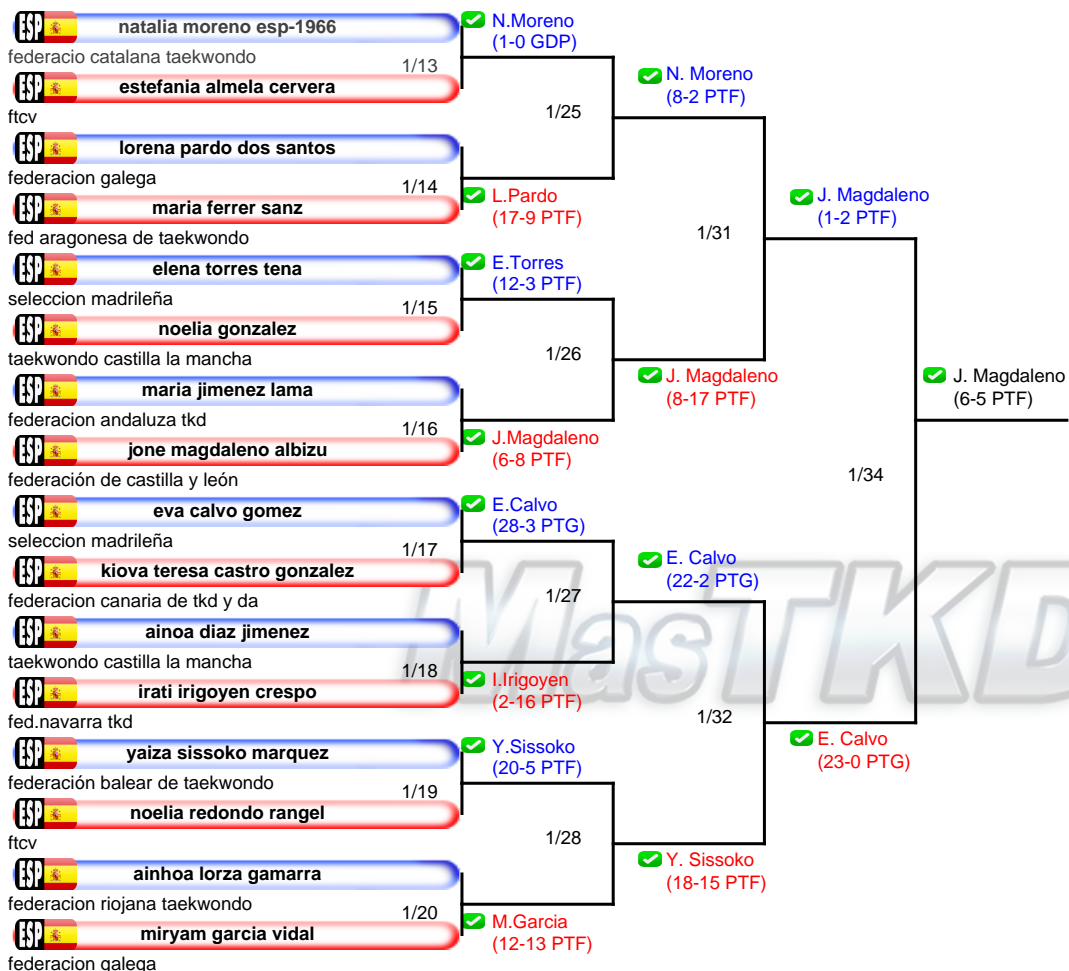 ESP natalia moreno esp-1966
N.Moreno
(1-0 GDP)
federacio catalana taekwondo
1/13
ESP estefania almela cervera
N. Moreno
(8-2 PTF)
ftcv
1/25
ESP lorena pardo dos santos
federacion galega
1/14
L.Pardo
(17-9 PTF)
J. Magdaleno
(1-2 PTF)
ESP maria ferrer sanz
fed aragonesa de taekwondo
1/31
ESP elena torres tena
E.Torres
(12-3 PTF)
seleccion madrileña
1/15
ESP noelia gonzalez
taekwondo castilla la mancha
1/26
ESP maria jimenez lama
J. Magdaleno
(8-17 PTF)
J. Magdaleno
(6-5 PTF)
federacion andaluza tkd
1/16
ESP jone magdaleno albizu
J.Magdaleno
(6-8 PTF)
federación de castilla y león
1/34
ESP eva calvo gomez
E.Calvo
(28-3 PTG)
seleccion madrileña
1/17
ESP kiova teresa castro gonzalez
E. Calvo
(22-2 PTG)
federacion canaria de tkd y da
1/27
MasTKD
ESP ainoa diaz jimenez
taekwondo castilla la mancha
1/18
ESP irati irigoyen crespo
I.Irigoyen
(2-16 PTF)
fed.navarra tkd
1/32
ESP yaiza sissoko marquez
Y.Sissoko
(20-5 PTF)
E. Calvo
(23-0 PTG)
federación balear de taekwondo
1/19
ESP noelia redondo rangel
ftcv
1/28
ESP ainhoa lorza gamarra
Y. Sissoko
(18-15 PTF)
federacion riojana taekwondo
1/20
ESP miryam garcia vidal
M.Garcia
(12-13 PTF)
federacion galega